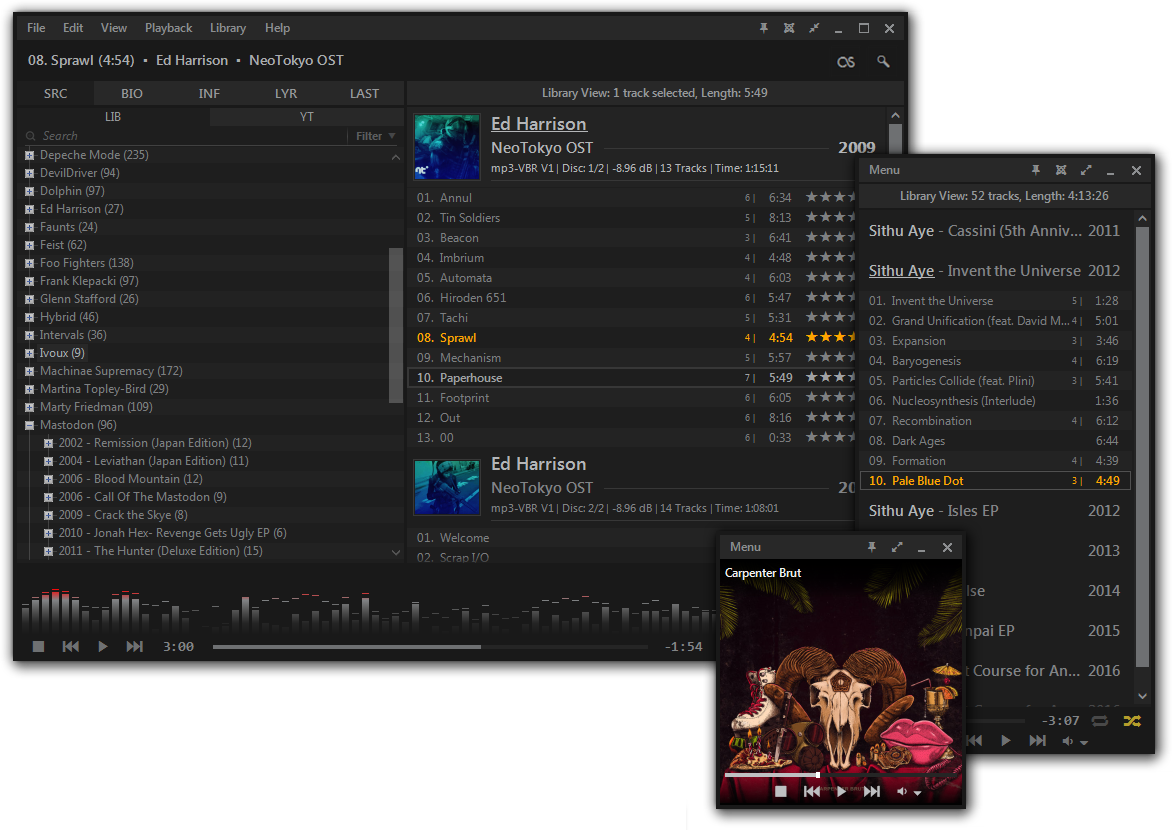 File Edit View Playback Library Help
08. Sprawl (4:54) • Ed Harrison • NeoTokyo OST
SRC BIO INF LYR LAST
LIB YT
Search Filter
Depeche Mode (235)
DevilDriver (94)
Dolphin (97)
Ed Harrison (27)
Faunts (24)
Feist (62)
Foo Fighters (138)
Frank Klepacki (97)
Glenn Stafford (26)
Hybrid (46)
Intervals (36)
Ivoux (9)
Machinae Supremacy (172)
Martina Topley-Bird (29)
Marty Friedman (109)
Mastodon (96)
2002 - Remission (Japan Edition) (12)
2004 - Leviathan (Japan Edition) (11)
2006 - Blood Mountain (12)
2006 - Call Of The Mastodon (9)
2009 - Crack the Skye (8)
2010 - Jonah Hex- Revenge Gets Ugly EP (6)
2011 - The Hunter (Deluxe Edition) (15)
3:00 -1:54
Library View: 1 track selected, Length: 5:49
Ed Harrison
NeoTokyo OST 2009
mp3-VBR V1 | Disc: 1/2 | -8.96 dB | 13 Tracks | Time: 1:15:11
01. Annul 6 | 6:34
02. Tin Soldiers 5 | 8:13
03. Beacon 3 | 6:41
04. Imbrium 4 | 4:48
05. Automata 4 | 6:03
06. Hiroden 651 6 | 5:47
07. Tachi 5 | 5:31
08. Sprawl 4 | 4:54
09. Mechanism 5 | 5:57
10. Paperhouse 7 | 5:49
11. Footprint 6 | 6:05
12. Out 6 | 8:16
13. 00 6 | 0:33
Ed Harrison
NeoTokyo OST 20
mp3-VBR V1 | Disc: 2/2 | -8.96 dB | 14 Tracks | Time: 1:08:01
01. Welcome
02. Scrap I/O
Menu
Library View: 52 tracks, Length: 4:13:26
Sithu Aye - Cassini (5th Anniv... 2011
Sithu Aye - Invent the Universe 2012
01. Invent the Universe 5 | 1:28
02. Grand Unification (feat. David M... 4 | 5:01
03. Expansion 3 | 3:46
04. Baryogenesis 4 | 6:19
05. Particles Collide (feat. Plini) 3 | 5:41
06. Nucleosynthesis (Interlude) 1:36
07. Recombination 4 | 6:12
08. Dark Ages 6:44
09. Formation 4 | 4:39
10. Pale Blue Dot 3 | 4:49
Sithu Aye - Isles EP 2012
2013
lse 2014
npai EP 2015
t Course for An... 2016
-3:07
Menu
Carpenter Brut